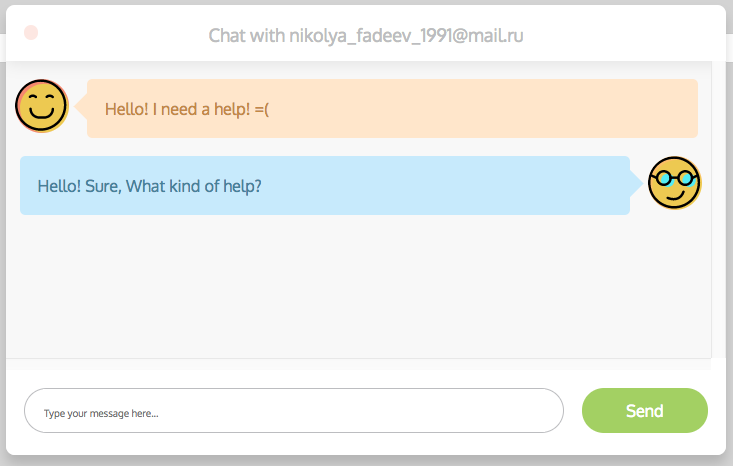 Chat with nikolya_fadeev_1991@mail.ru
Hello! I need a help! =(
Hello! Sure, What kind of help?
Type your message here...
Send